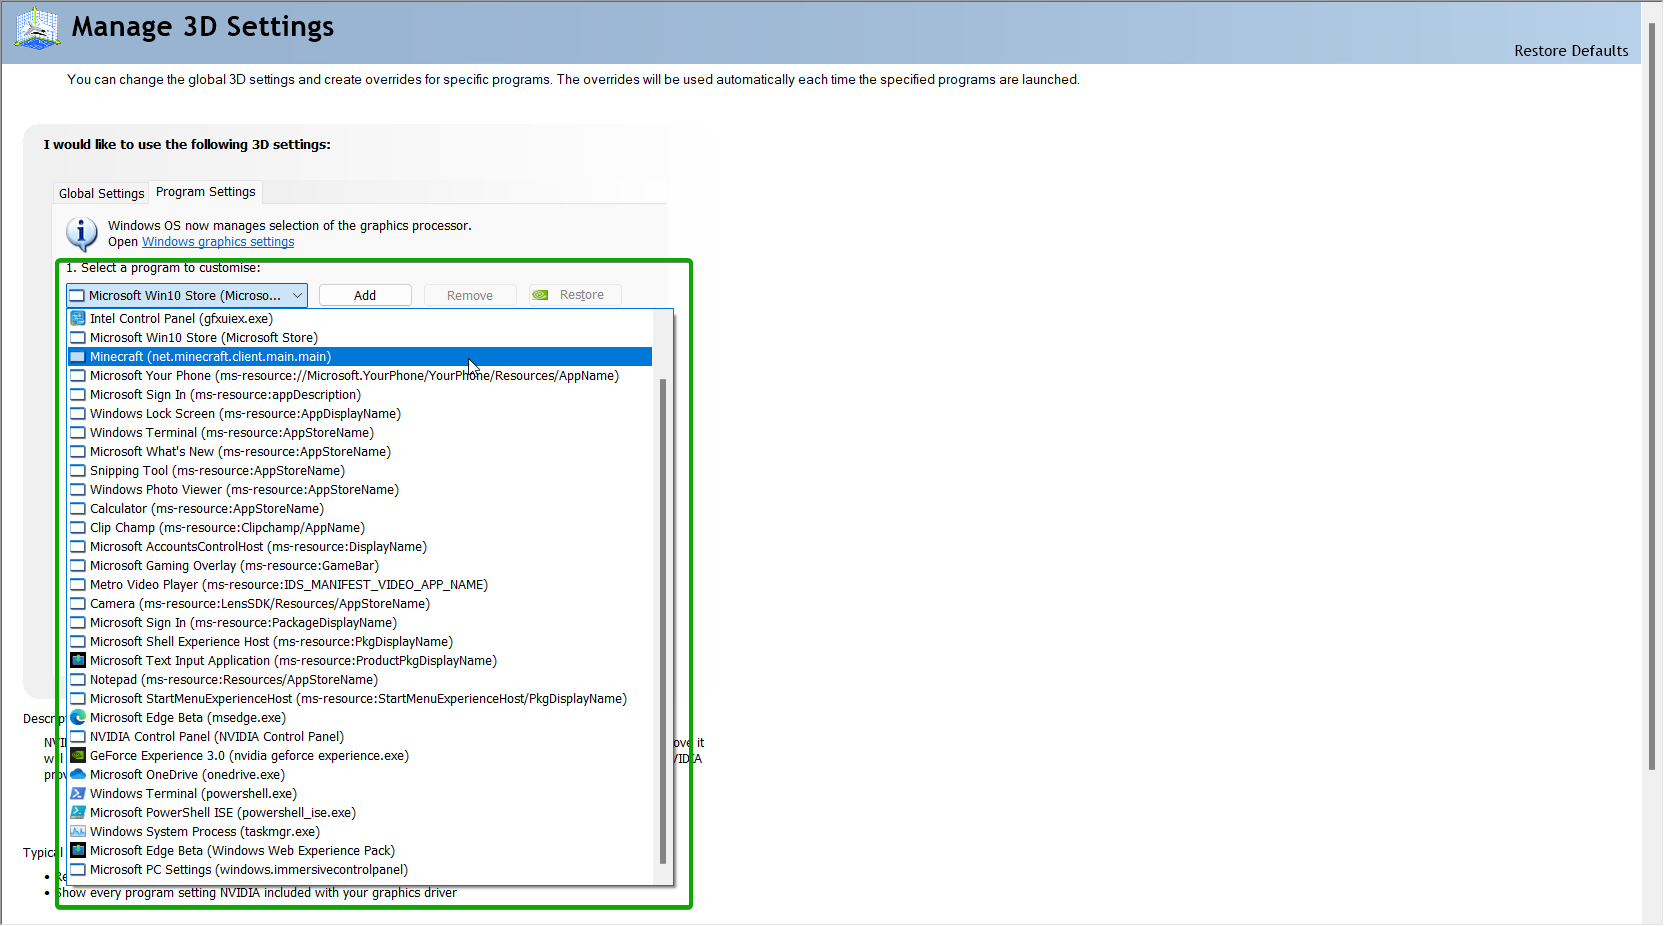 Manage 3D Settings
Restore Defaults
You can change the global 3D settings and create overrides for specific programs. The overrides will be used automatically each time the specified programs are launched.
I would like to use the following 3D settings:
Global Settings
Program Settings
Windows OS now manages selection of the graphics processor.
Open Windows graphics settings
1. Select a program to customise:
Microsoft Win10 Store (Microso...
Add
Remove
Restore
Intel Control Panel (gfxuiex.exe)
Microsoft Win10 Store (Microsoft Store)
Minecraft (net.minecraft.client.main.main)
Microsoft Your Phone (ms-resource://Microsoft.YourPhone/YourPhone/Resources/AppName)
Microsoft Sign In (ms-resource:appDescription)
Windows Lock Screen (ms-resource:AppDisplayName)
Windows Terminal (ms-resource:AppStoreName)
Microsoft What's New (ms-resource:AppStoreName)
Snipping Tool (ms-resource:AppStoreName)
Windows Photo Viewer (ms-resource:AppStoreName)
Calculator (ms-resource:AppStoreName)
Clip Champ (ms-resource:Clipchamp/AppName)
Microsoft AccountsControlHost (ms-resource:DisplayName)
Microsoft Gaming Overlay (ms-resource:GameBar)
Metro Video Player (ms-resource:IDS_MANIFEST_VIDEO_APP_NAME)
Camera (ms-resource:LensSDK/Resources/AppStoreName)
Microsoft Sign In (ms-resource:PackageDisplayName)
Microsoft Shell Experience Host (ms-resource:PkgDisplayName)
Microsoft Text Input Application (ms-resource:ProductPkgDisplayName)
Notepad (ms-resource:Resources/AppStoreName)
Microsoft StartMenuExperienceHost (ms-resource:StartMenuExperienceHost/PkgDisplayName)
Microsoft Edge Beta (msedge.exe)
NVIDIA Control Panel (NVIDIA Control Panel)
GeForce Experience 3.0 (nvidia geforce experience.exe)
Microsoft OneDrive (onedrive.exe)
Windows Terminal (powershell.exe)
Microsoft PowerShell ISE (powershell_ise.exe)
Windows System Process (taskmgr.exe)
Microsoft Edge Beta (Windows Web Experience Pack)
Microsoft PC Settings (windows.immersivecontrolpanel)
it
Typical
• Show every program setting NVIDIA included with your graphics driver